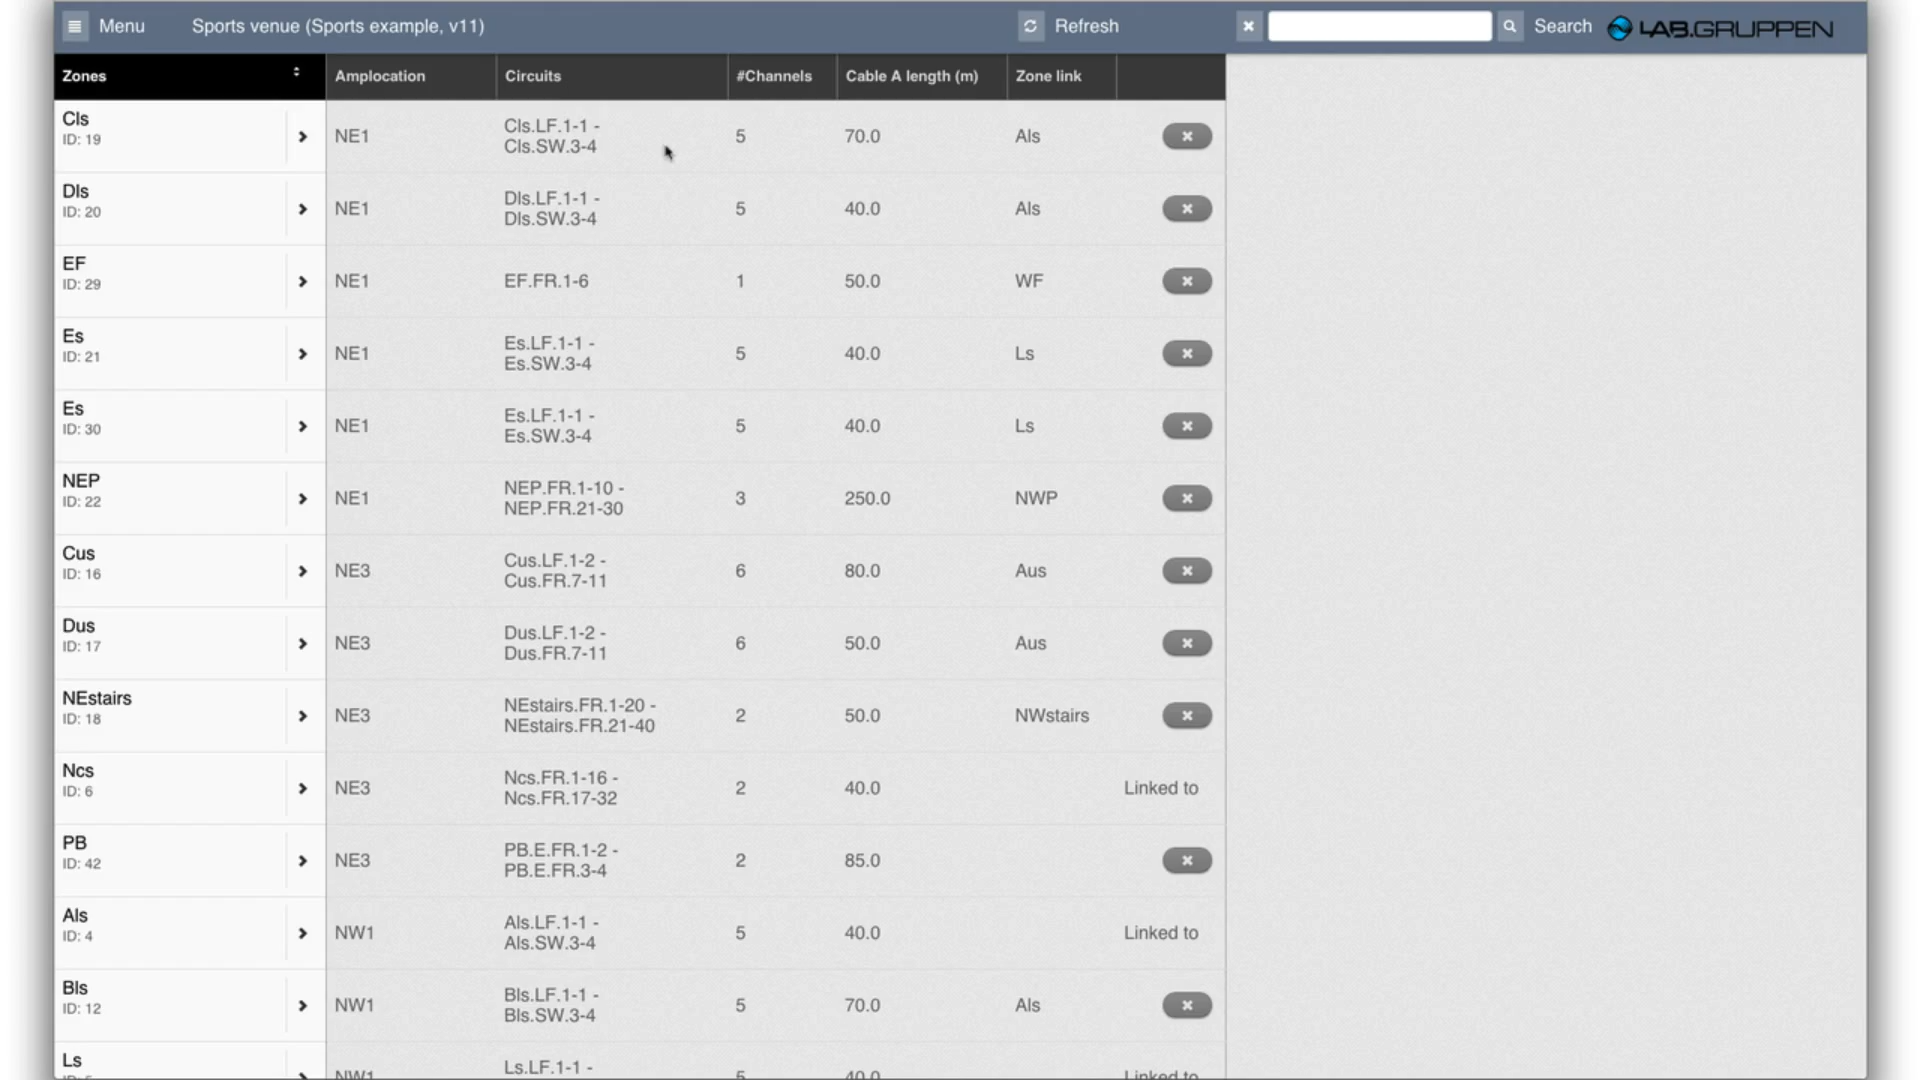 Menu Sports venue (Sports example, v11) Refresh Search LAB.GRUPPEN
Zones Amplocation Circuits #Channels Cable A length (m) Zone link
Cls
ID: 19
NE1
Cls.LF.1-1 -
Cls.SW.3-4
5
70.0
Als
Dls
ID: 20
NE1
Dls.LF.1-1 -
Dls.SW.3-4
5
40.0
Als
EF
ID: 29
NE1
EF.FR.1-6
1
50.0
WF
Es
ID: 21
NE1
Es.LF.1-1 -
Es.SW.3-4
5
40.0
Ls
Es
ID: 30
NE1
Es.LF.1-1 -
Es.SW.3-4
5
40.0
Ls
NEP
ID: 22
NE1
NEP.FR.1-10 -
NEP.FR.21-30
3
250.0
NWP
Cus
ID: 16
NE3
Cus.LF.1-2 -
Cus.FR.7-11
6
80.0
Aus
Dus
ID: 17
NE3
Dus.LF.1-2 -
Dus.FR.7-11
6
50.0
Aus
NEstairs
ID: 18
NE3
NEstairs.FR.1-20 -
NEstairs.FR.21-40
2
50.0
NWstairs
Ncs
ID: 6
NE3
Ncs.FR.1-16 -
Ncs.FR.17-32
2
40.0
Linked to
PB
ID: 42
NE3
PB.E.FR.1-2 -
PB.E.FR.3-4
2
85.0
Als
ID: 4
NW1
Als.LF.1-1 -
Als.SW.3-4
5
40.0
Linked to
Bls
ID: 12
NW1
Bls.LF.1-1 -
Bls.SW.3-4
5
70.0
Als
Ls
NW1
Ls.LF.1-1 -
5
40.0
Linked to